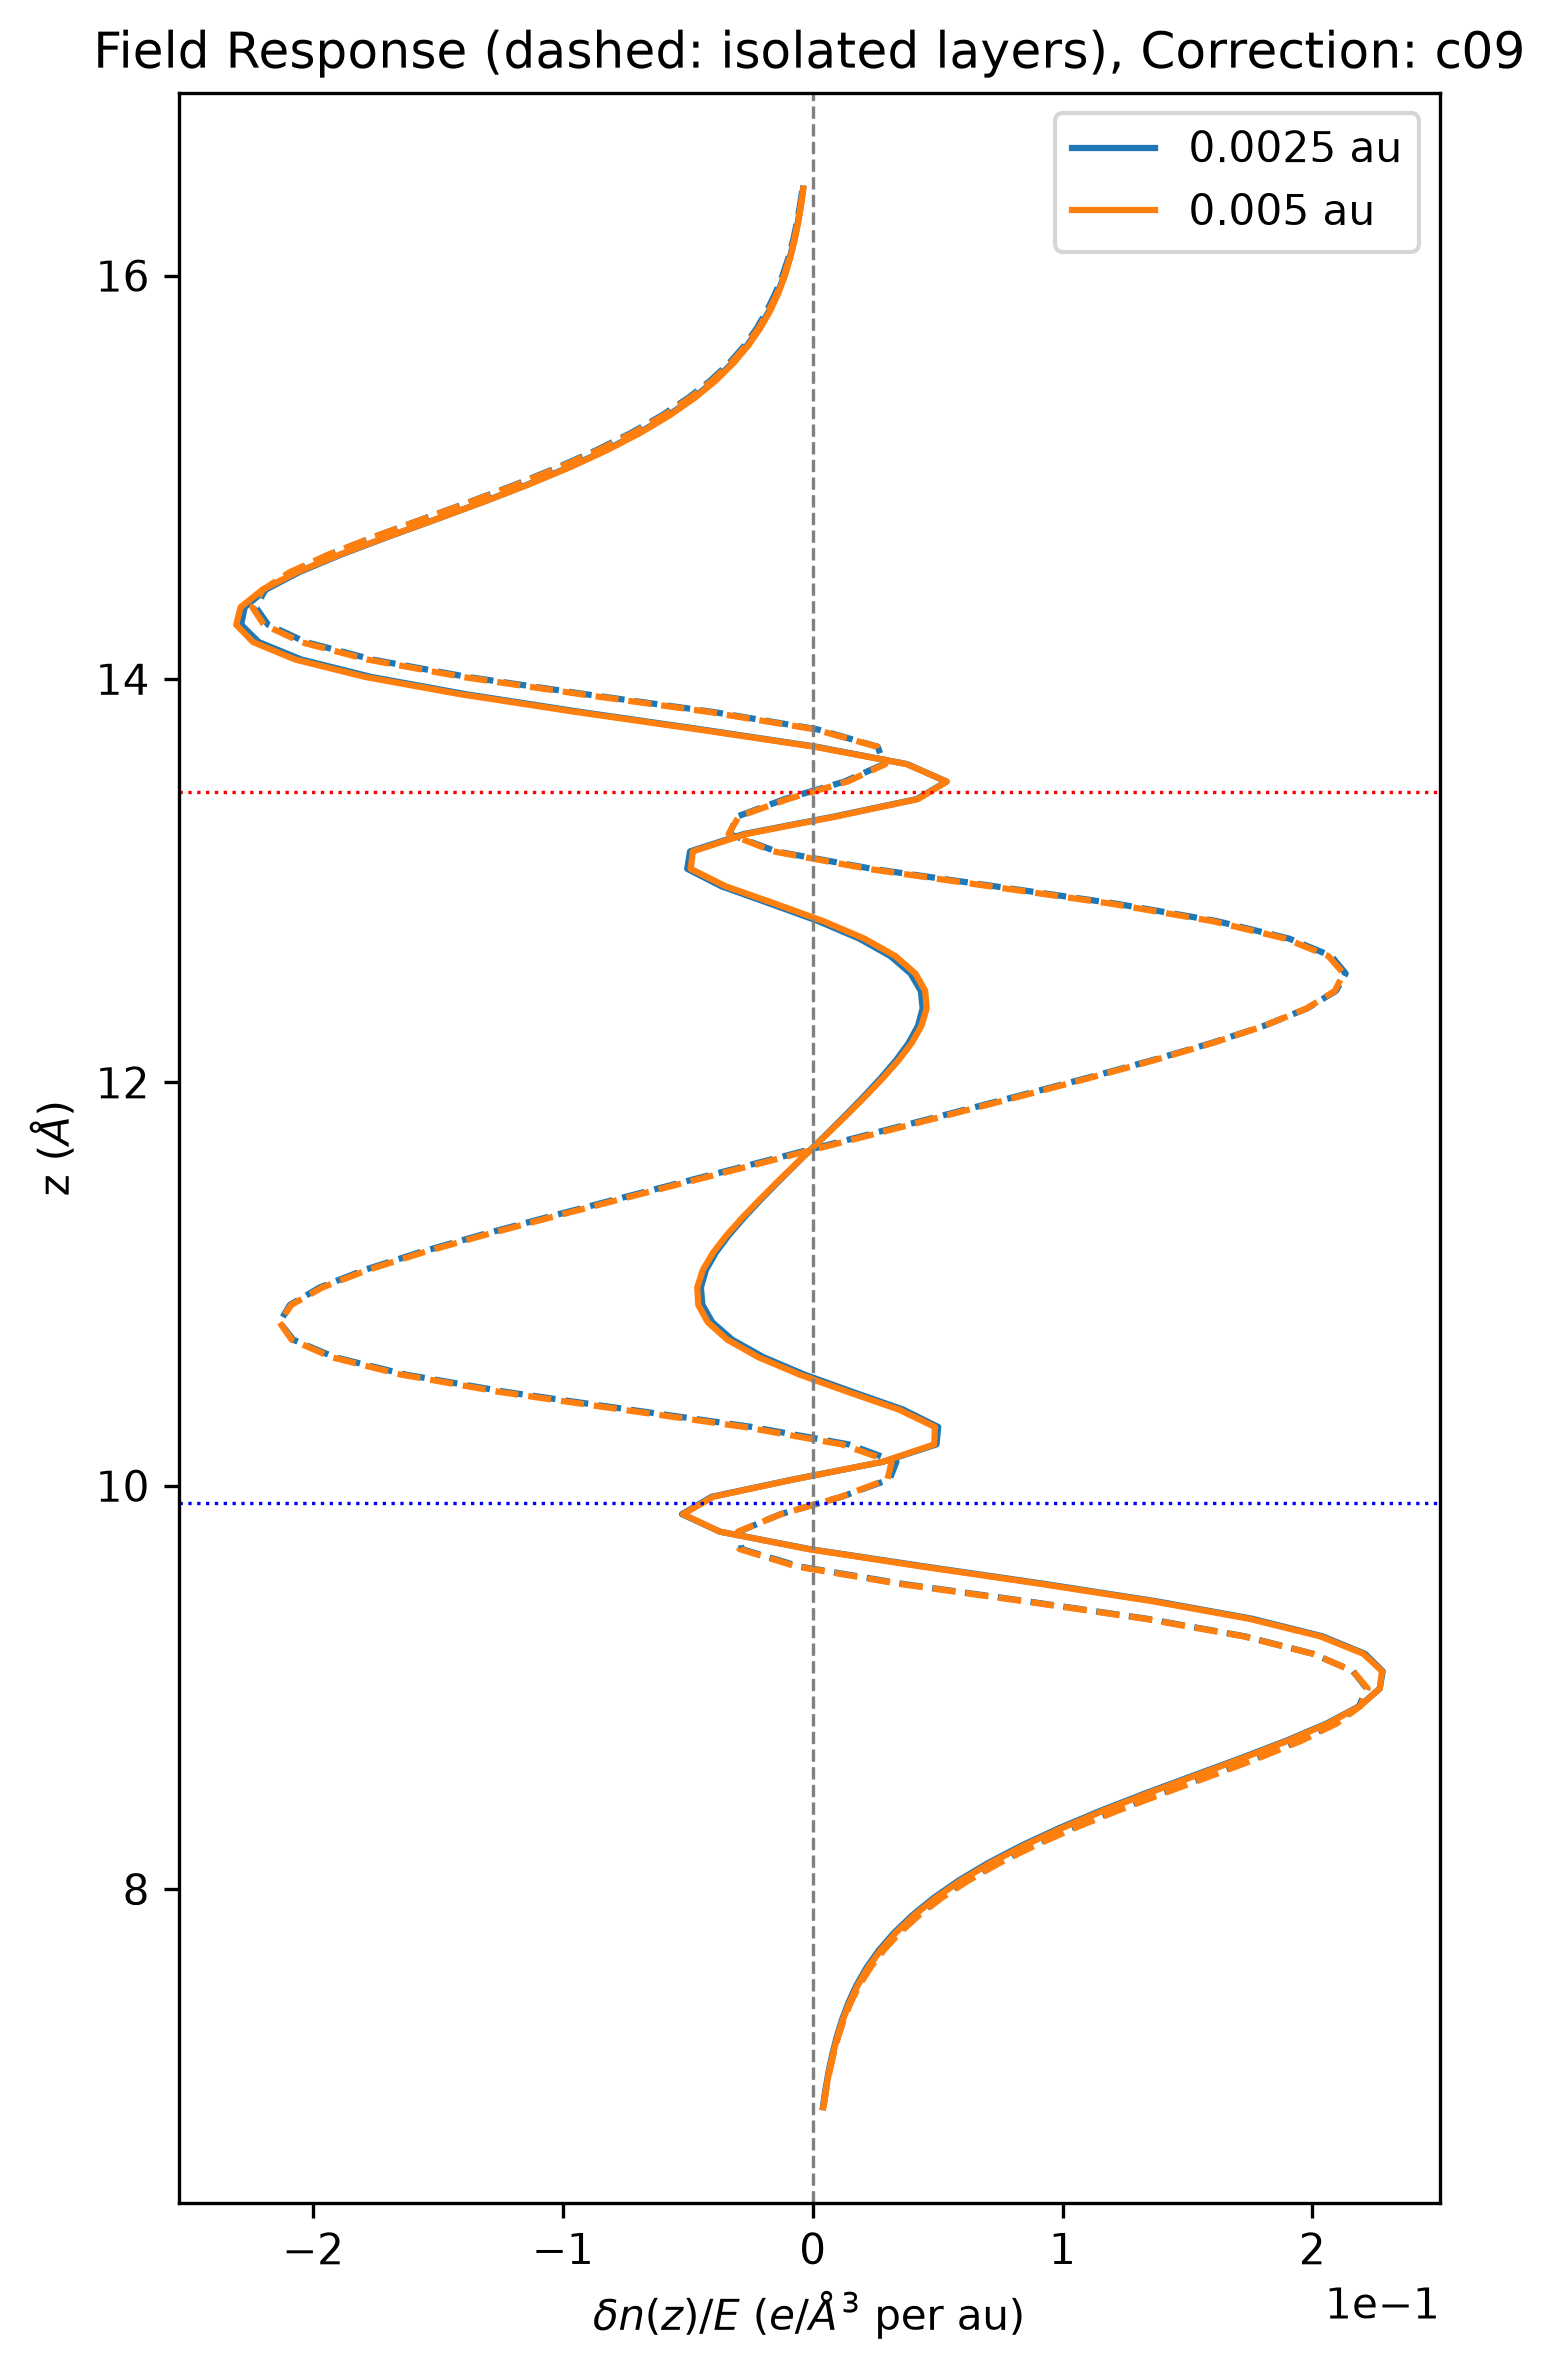 Field Response (dashed: isolated layers), Correction: c09
0.0025 au
0.005 au
16
14
12
10
8
z (Å)
−2 −1 0 1 2
1e−1
δn(z)/E (e/Å³ per au)